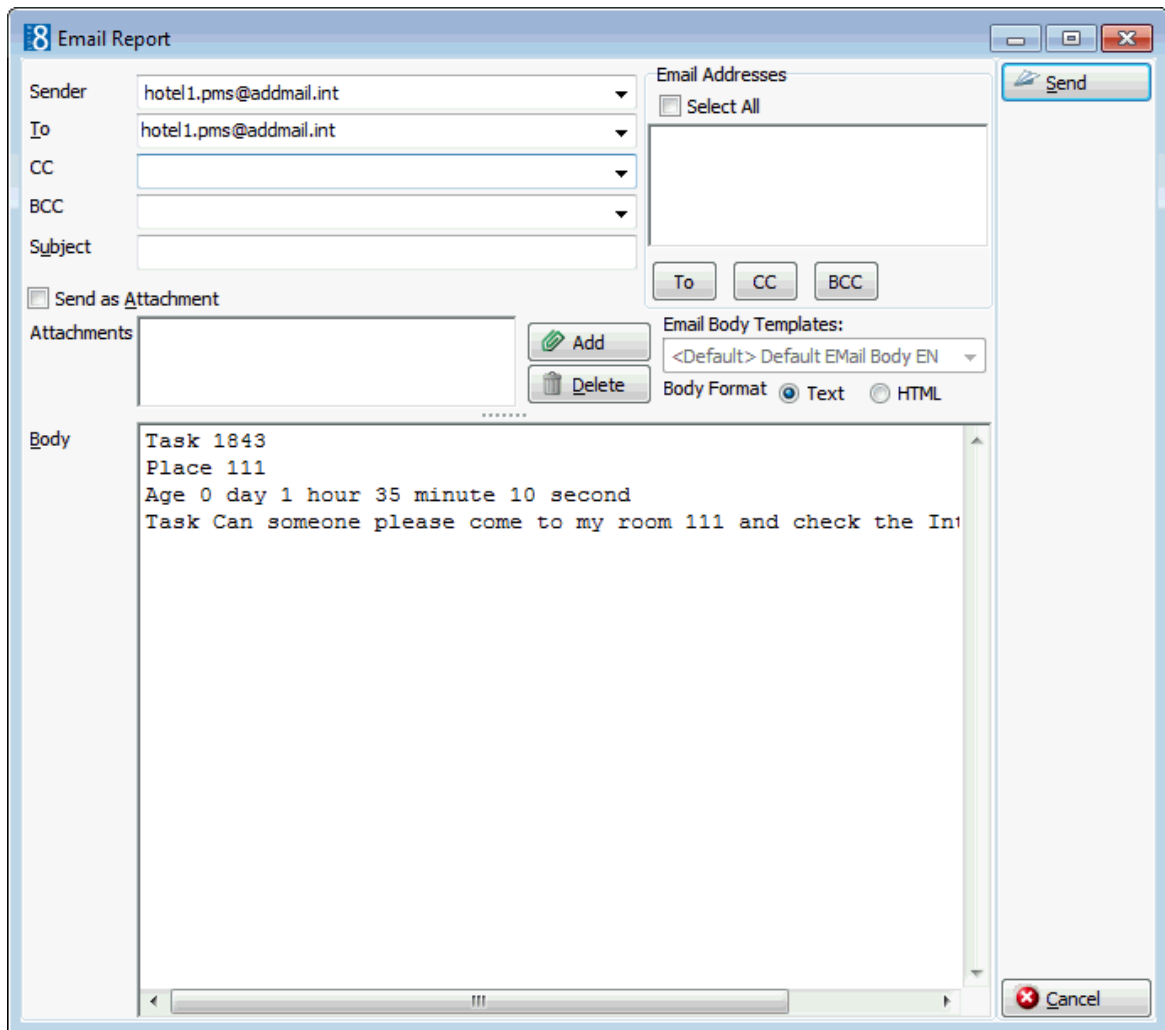 8 Email Report
Sender hotel1.pms@addmail.int
To hotel1.pms@addmail.int
CC
BCC
Subject
Send as Attachment
Attachments
Add
Delete
Email Addresses
Select All
To CC BCC
Email Body Templates:
<Default> Default EMail Body EN
Body Format Text HTML
Body
Task 1843
Place 111
Age 0 day 1 hour 35 minute 10 second
Task Can someone please come to my room 111 and check the
Send
Cancel